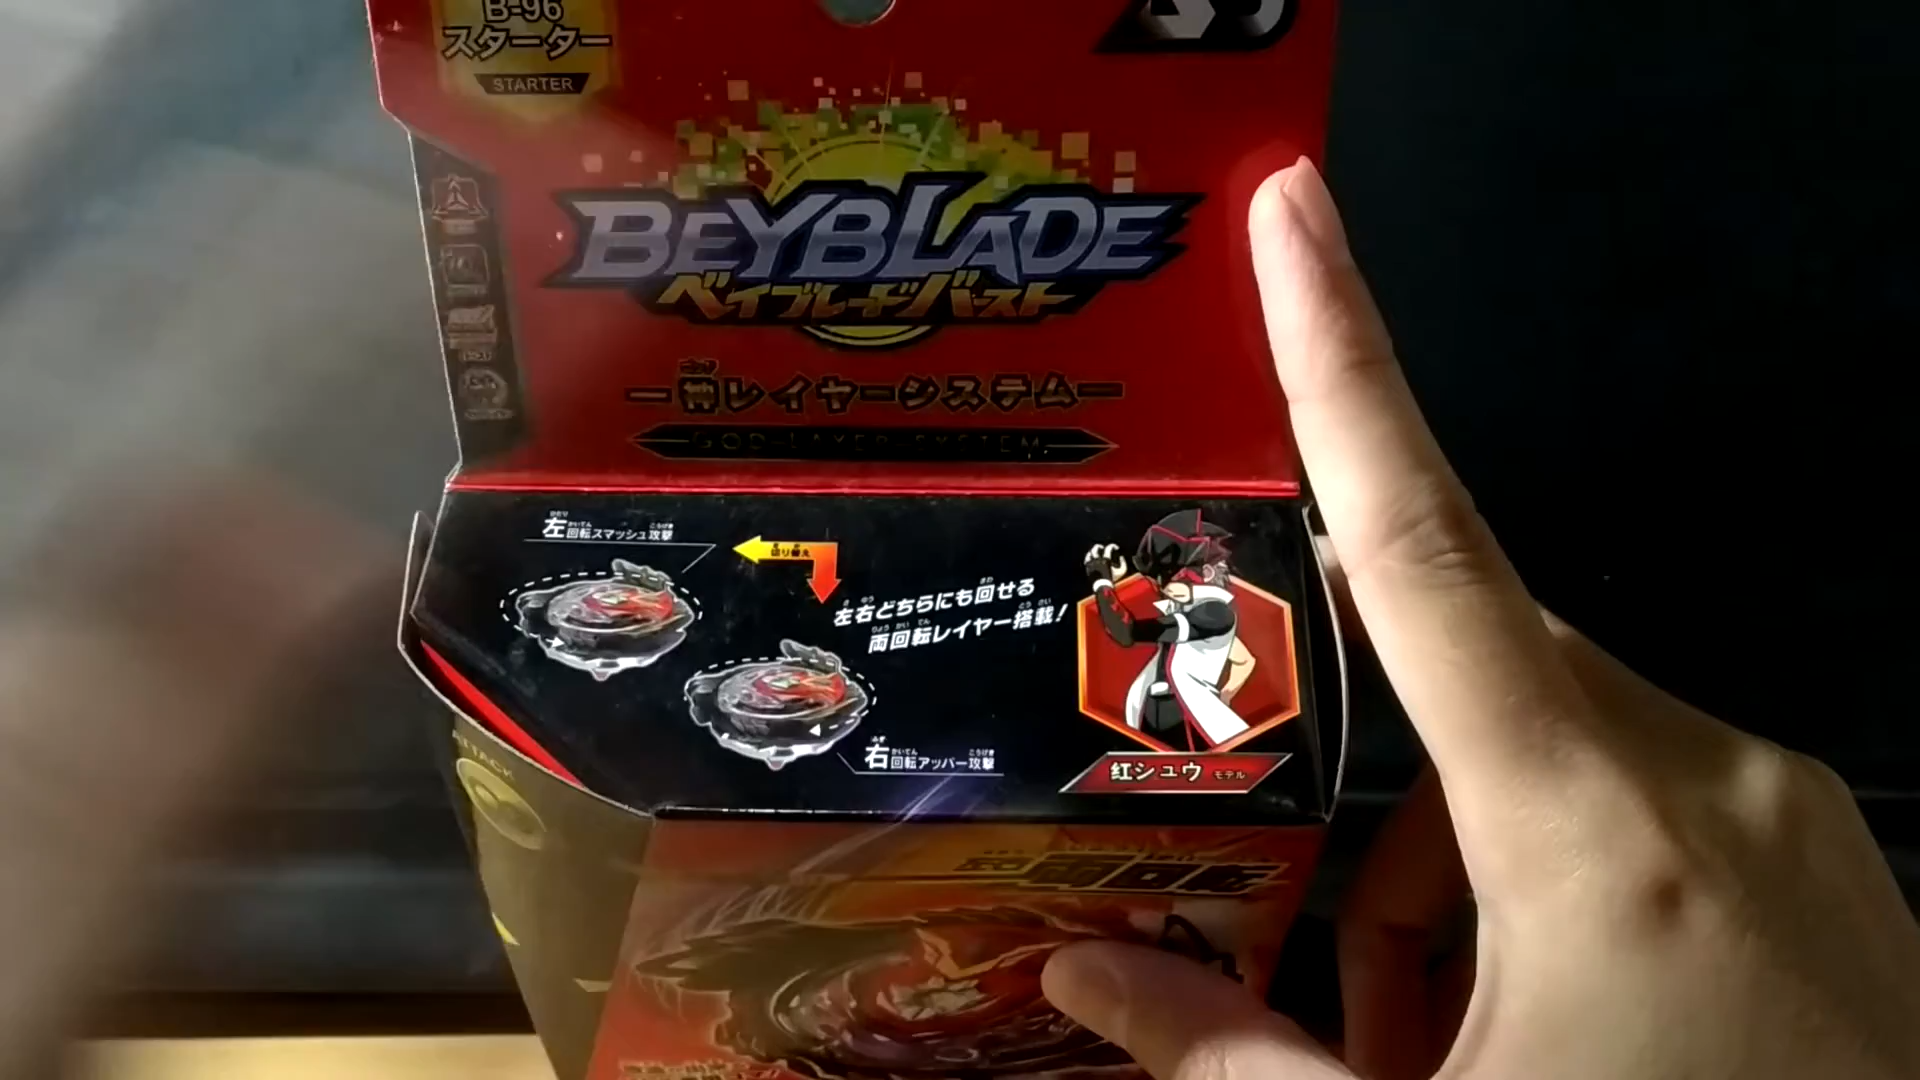 B-96
スターター
STARTER
BEYBLADE
ベイブレードバースト
神レイヤーシステム
GOD LAYER SYSTEM
左回転スマッシュ攻撃
切り替え
左右どちらにも回せる
両回転レイヤー搭載!
右回転アッパー攻撃
紅シュウ モデル
ATTACK
両回転